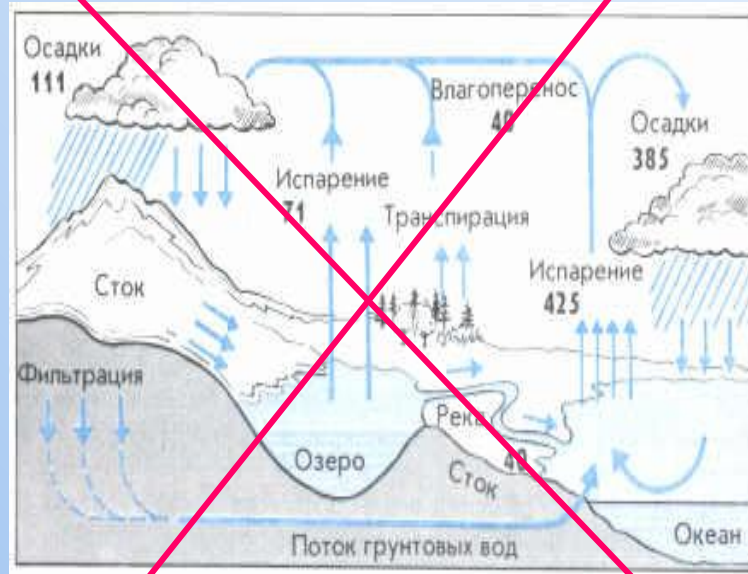 Осадки
111
Влагоперенос
40
Осадки
385
Испарение
71
Транспирация
Испарение
425
Сток
Фильтрация
Река
40
Озеро
Сток
Океан
Поток грунтовых вод